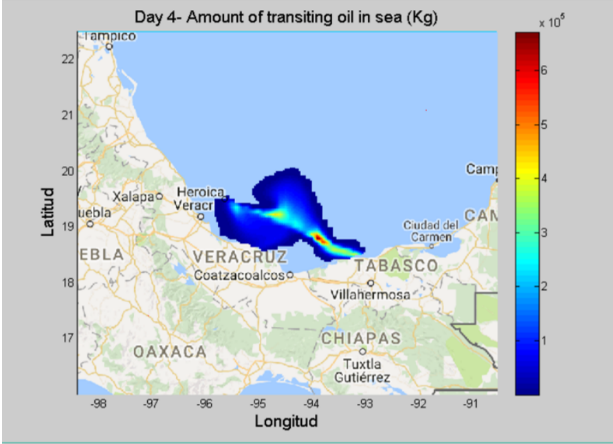 Day 4- Amount of transiting oil in sea (Kg)
x 10⁵
Tampico
22
21
20
19
18
17
Latitud
Xalapa
Heroica
Veracr
uebla
EBLA
VERACRUZ
Coatzacoalcos
Camp
Ciudad del
Carmen
CAM
TABASCO
Villahermosa
OAXACA
CHIAPAS
Tuxtla
Gutiérrez
6
5
4
3
2
1
-98
-97
-96
-95
-94
-93
-92
-91
Longitud